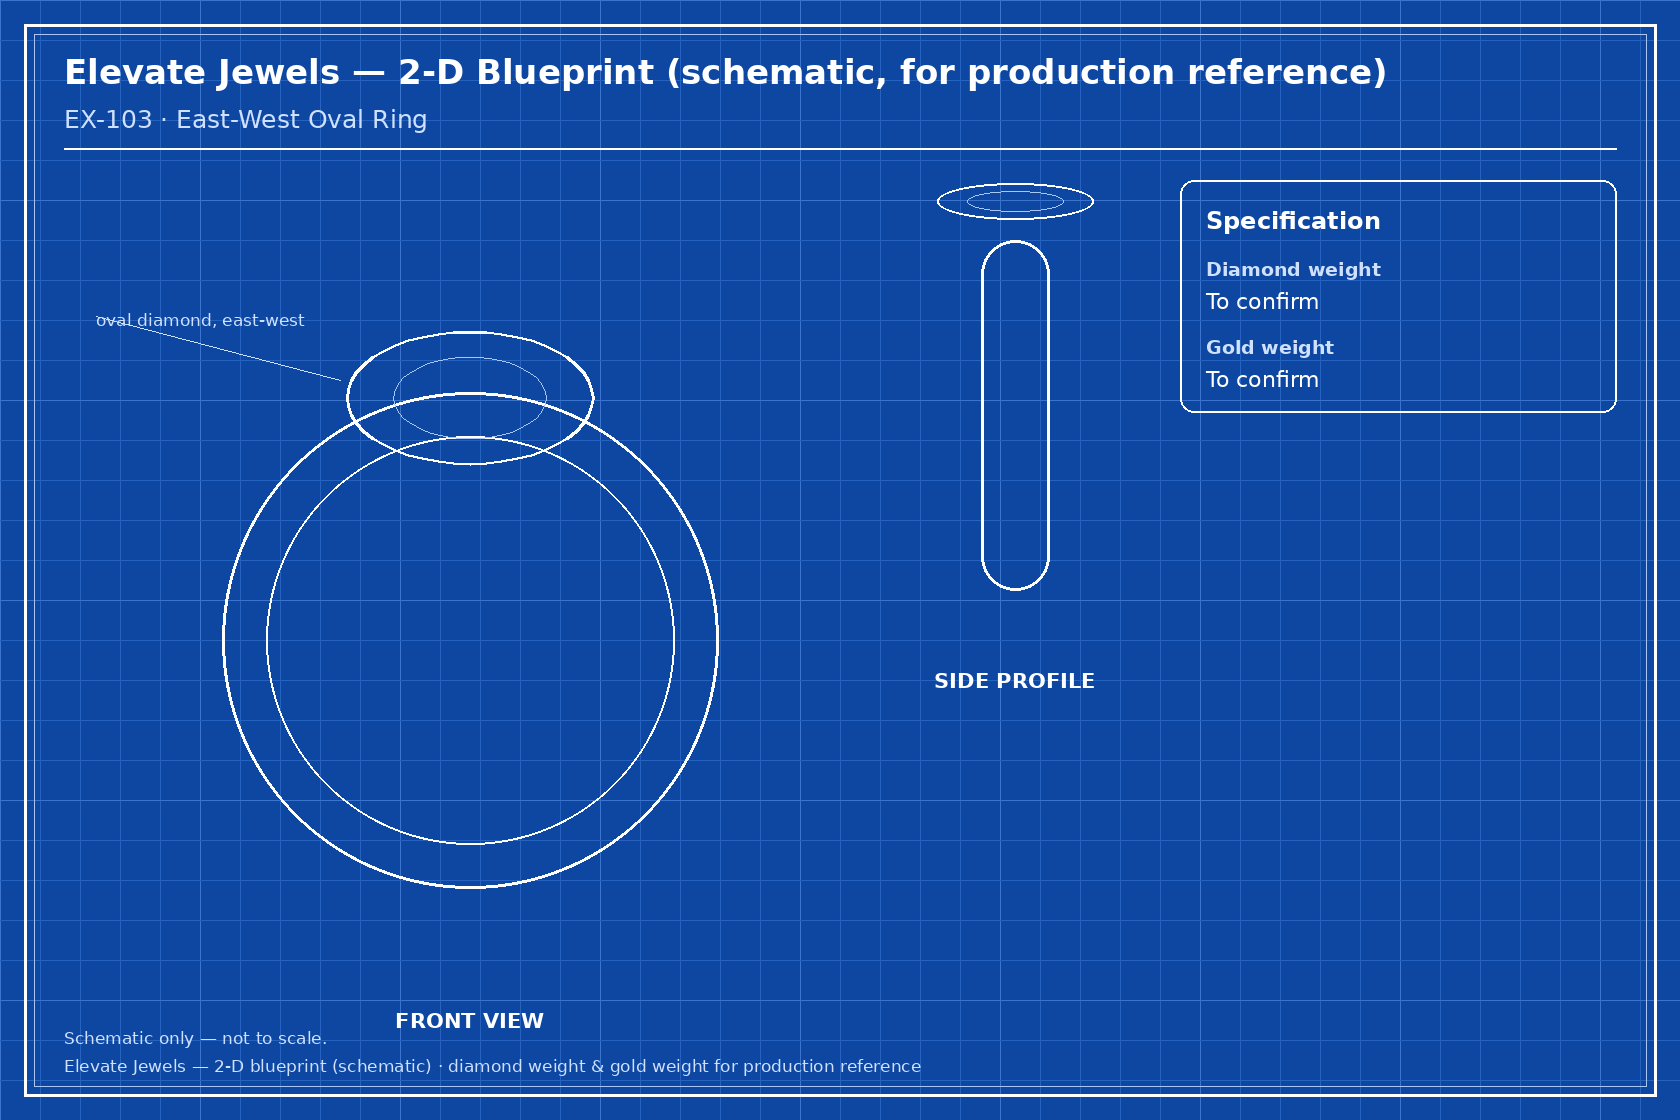 Elevate Jewels — 2-D Blueprint (schematic, for production reference)
EX-103 · East-West Oval Ring
Specification
Diamond weight
To confirm
Gold weight
To confirm
oval diamond, east-west
SIDE PROFILE
FRONT VIEW
Schematic only — not to scale.
Elevate Jewels — 2-D blueprint (schematic) · diamond weight & gold weight for production reference